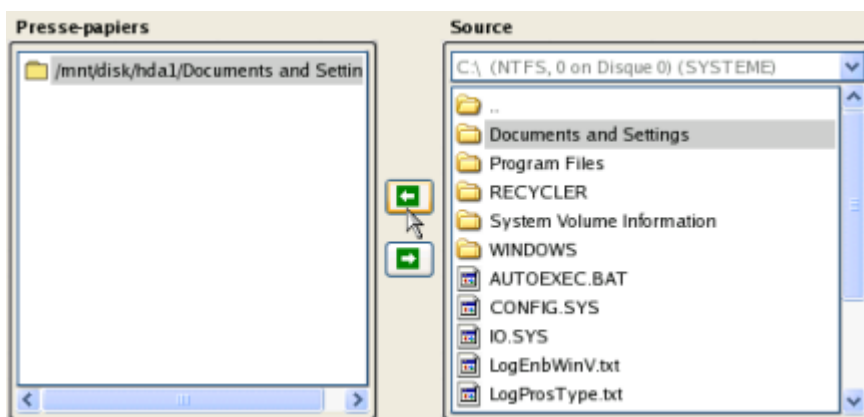 Presse-papiers
/mnt/disk/hda1/Documents and Settin
Source
C:\ (NTFS, 0 on Disque 0) (SYSTEME)
..
Documents and Settings
Program Files
RECYCLER
System Volume Information
WINDOWS
AUTOEXEC.BAT
CONFIG.SYS
IO.SYS
LogEnbWinV.txt
LogProsType.txt